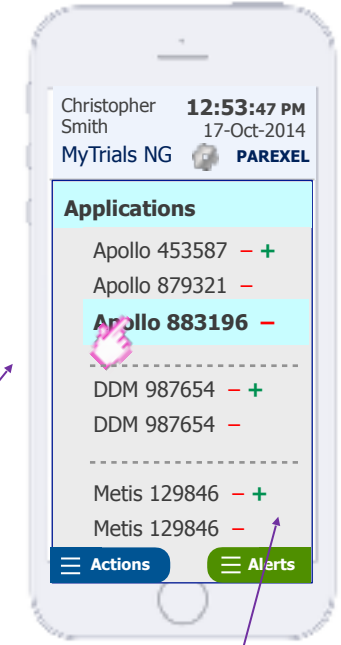 Christopher Smith
12:53:47 PM
17-Oct-2014
MyTrials NG PAREXEL
Applications
Apollo 453587 – +
Apollo 879321 –
Apollo 883196 –
DDM 987654 – +
DDM 987654 –
Metis 129846 – +
Metis 129846 –
Actions Alerts